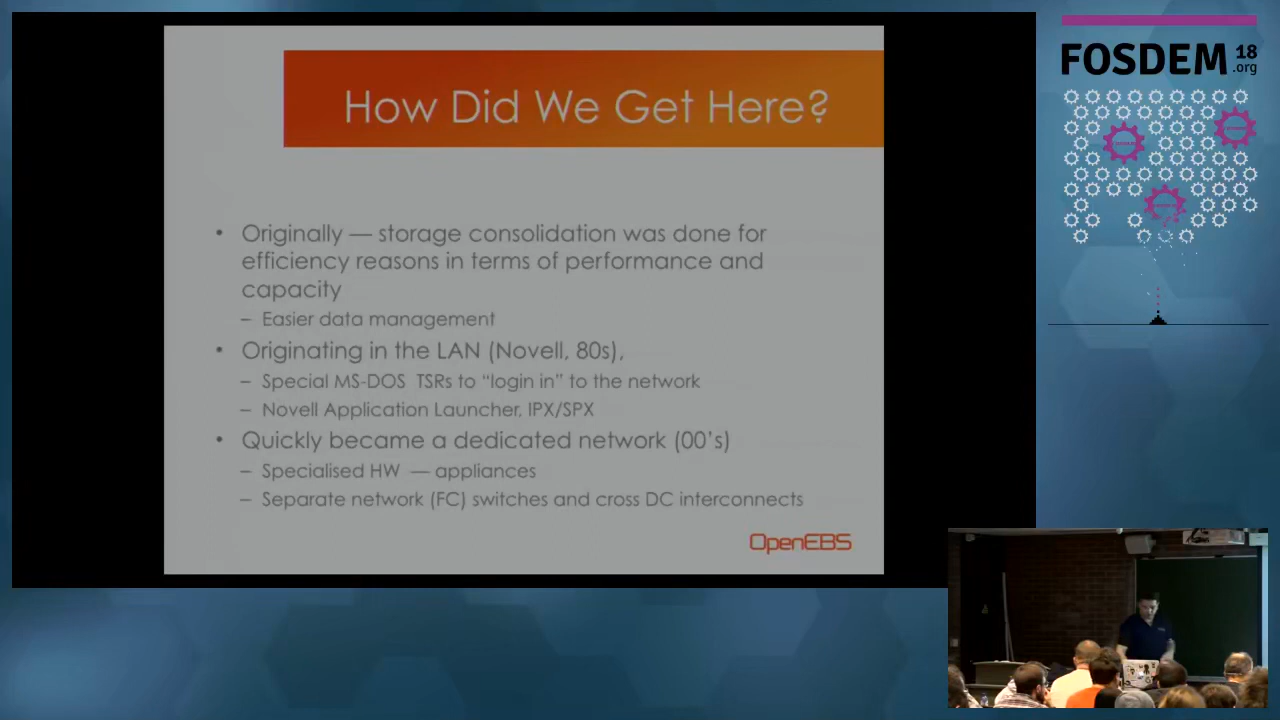 How Did We Get Here?
• Originally — storage consolidation was done for
efficiency reasons in terms of performance and
capacity
– Easier data management
• Originating in the LAN (Novell, 80s),
– Special MS-DOS TSRs to “login in” to the network
– Novell Application Launcher, IPX/SPX
• Quickly became a dedicated network (00’s)
– Specialised HW — appliances
– Separate network (FC) switches and cross DC interconnects
OpenEBS
FOSDEM 18
.org